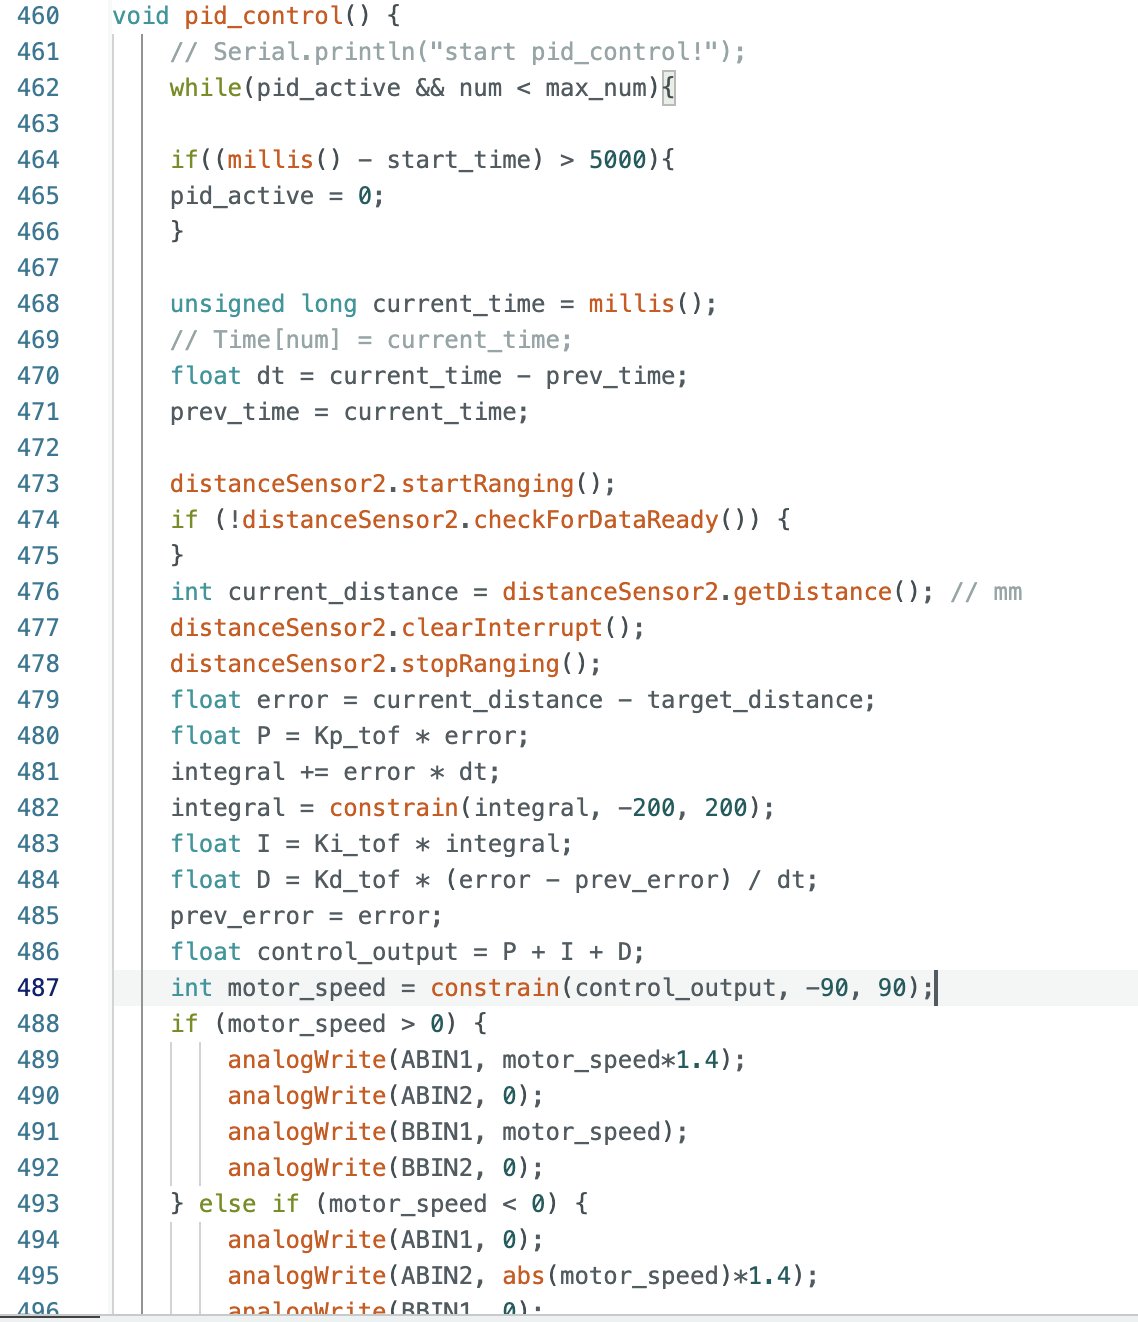 460 void pid_control() {
461 // Serial.println("start pid_control!");
462 while(pid_active && num < max_num){
463
464 if((millis() - start_time) > 5000){
465 pid_active = 0;
466 }
467
468 unsigned long current_time = millis();
469 // Time[num] = current_time;
470 float dt = current_time - prev_time;
471 prev_time = current_time;
472
473 distanceSensor2.startRanging();
474 if (!distanceSensor2.checkForDataReady()) {
475 }
476 int current_distance = distanceSensor2.getDistance(); // mm
477 distanceSensor2.clearInterrupt();
478 distanceSensor2.stopRanging();
479 float error = current_distance - target_distance;
480 float P = Kp_tof * error;
481 integral += error * dt;
482 integral = constrain(integral, -200, 200);
483 float I = Ki_tof * integral;
484 float D = Kd_tof * (error - prev_error) / dt;
485 prev_error = error;
486 float control_output = P + I + D;
487 int motor_speed = constrain(control_output, -90, 90);
488 if (motor_speed > 0) {
489 analogWrite(ABIN1, motor_speed*1.4);
490 analogWrite(ABIN2, 0);
491 analogWrite(BBIN1, motor_speed);
492 analogWrite(BBIN2, 0);
493 } else if (motor_speed < 0) {
494 analogWrite(ABIN1, 0);
495 analogWrite(ABIN2, abs(motor_speed)*1.4);
496 analogWrite(BBIN1, 0);